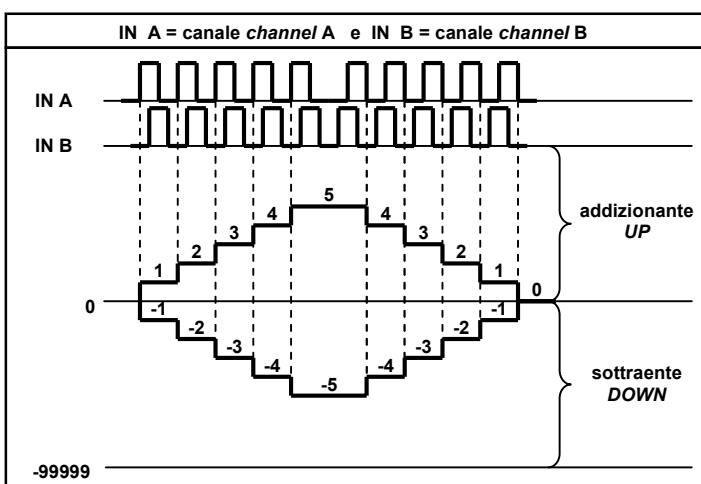 IN A = canale channel A e IN B = canale channel B
IN A
IN B
5
4 4
3 3
2 2
1 1
addizionante
UP
0 0
-1 -1
-2 -2
-3 -3
-4 -4
-5
sottraente
DOWN
-99999